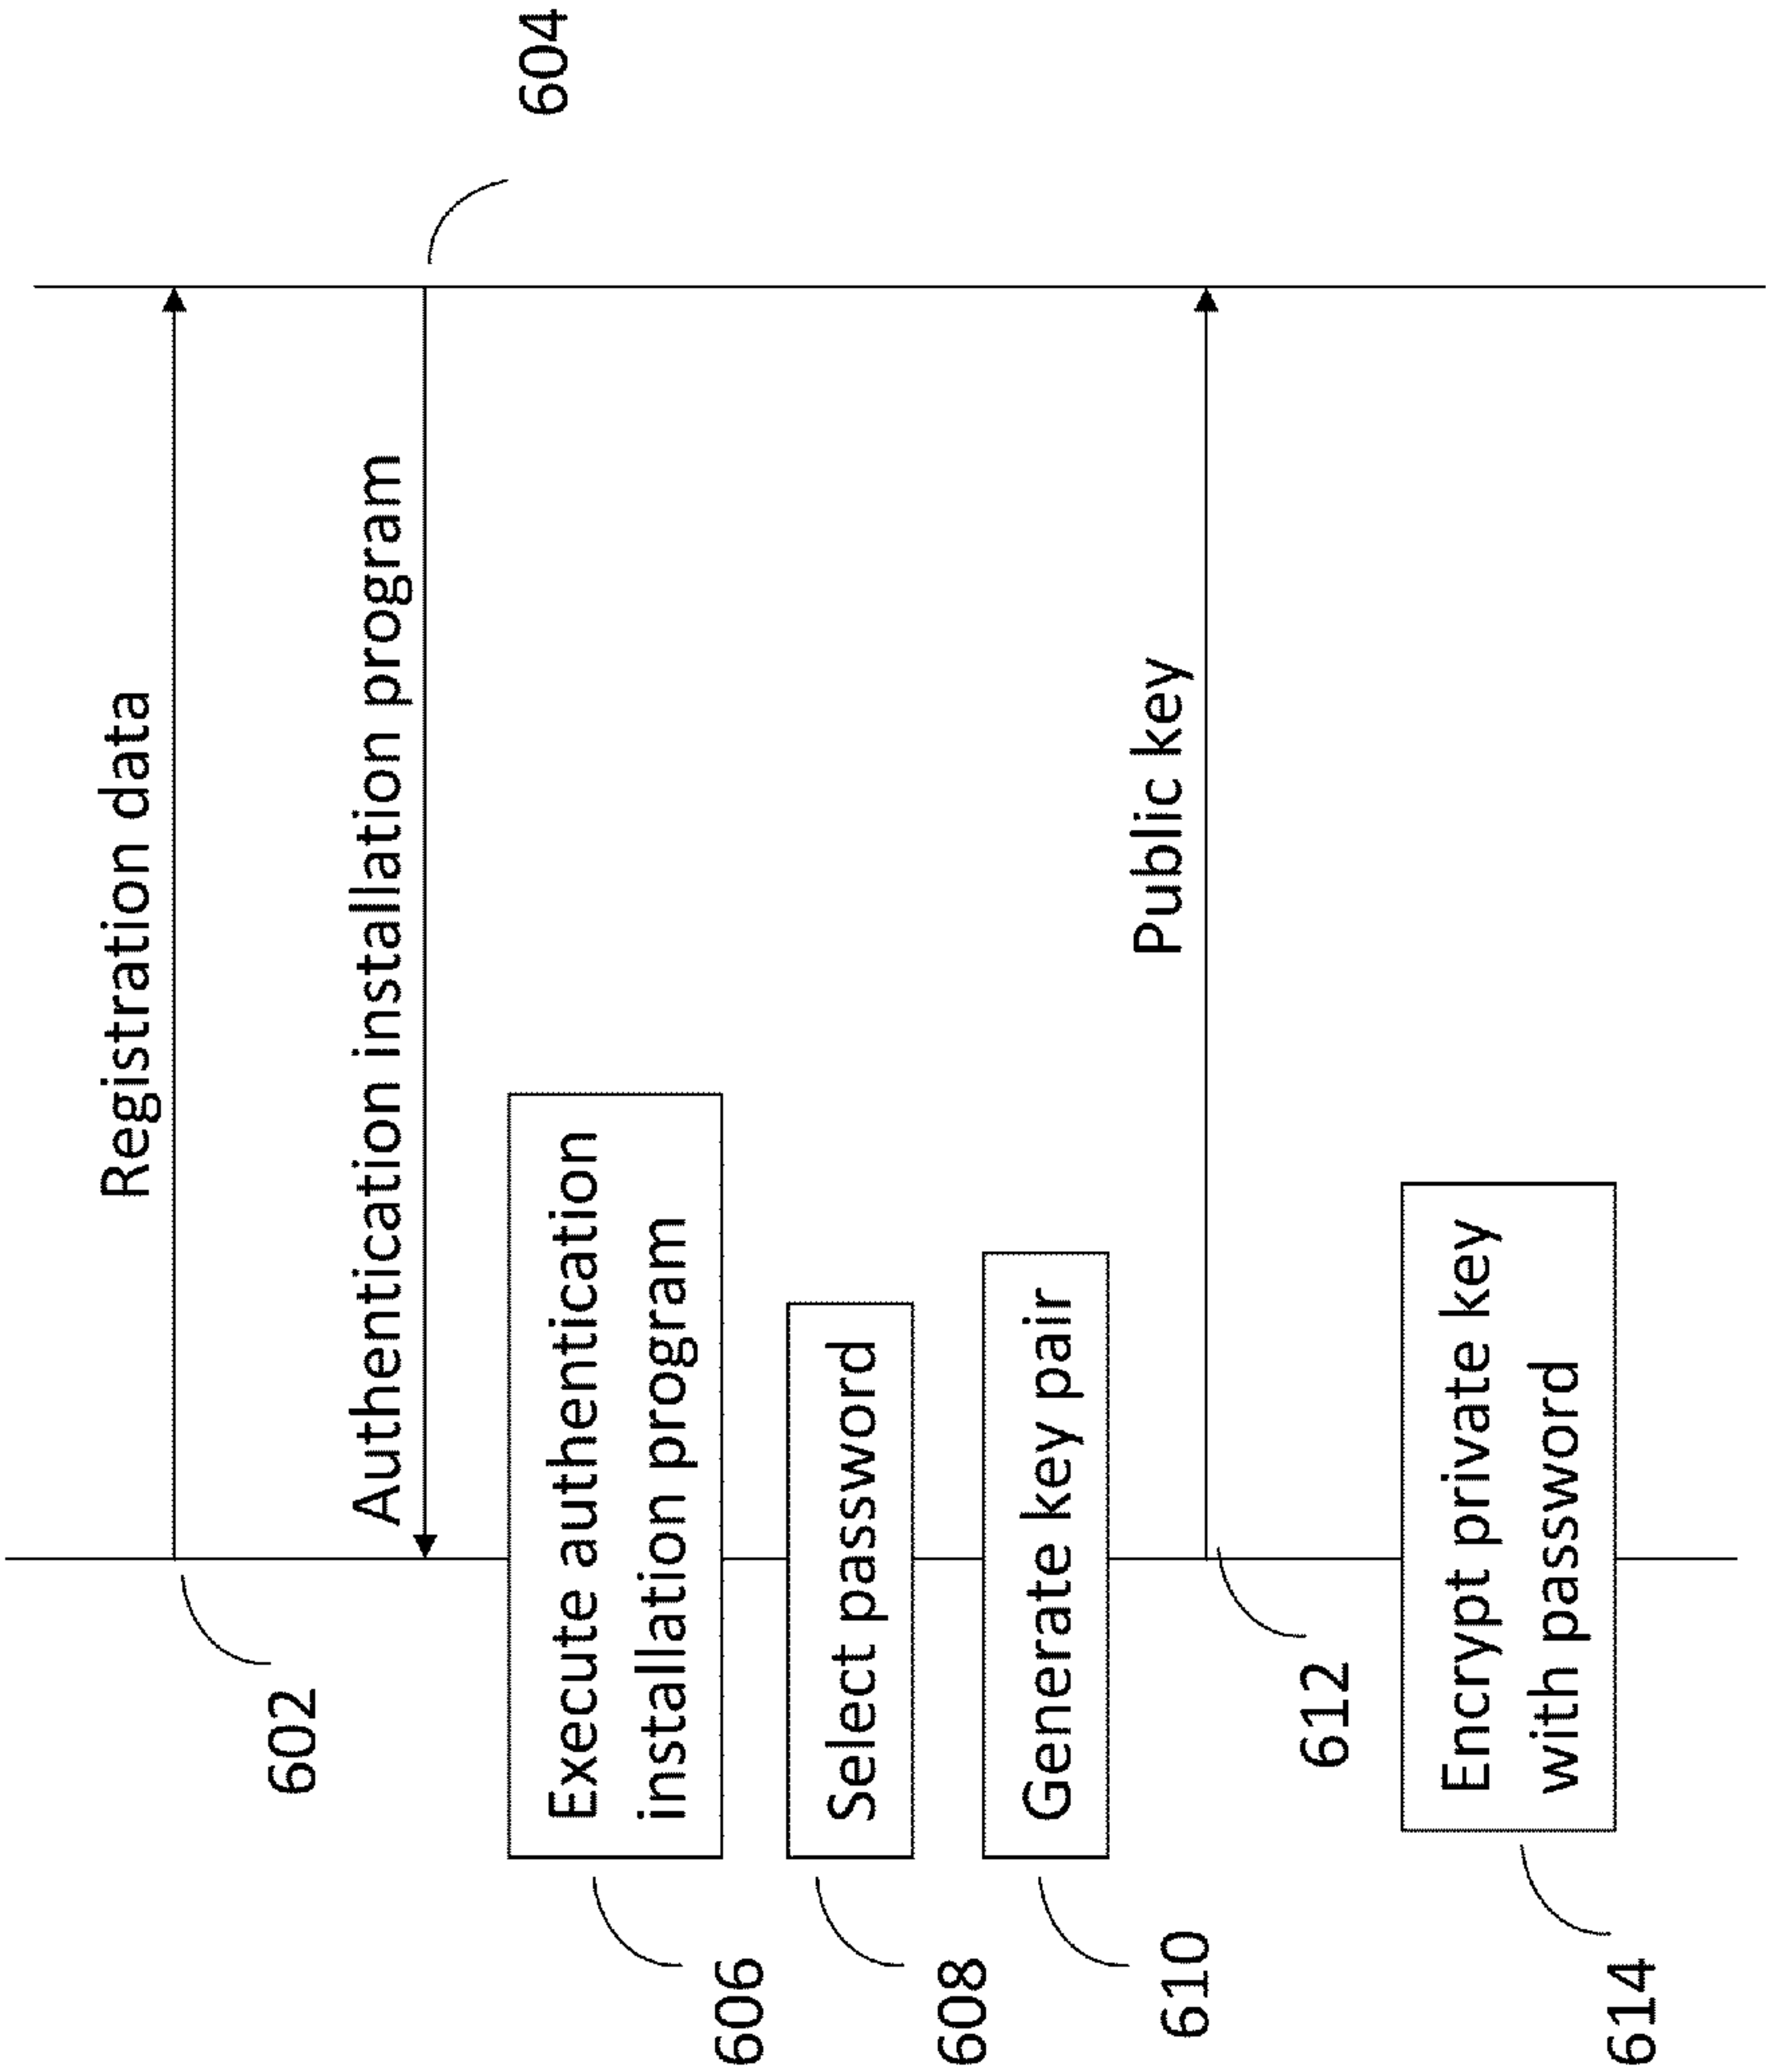 Registration data
602
Authentication installation program
604
Execute authentication
installation program
606
Select password
608
Generate key pair
610
Public key
612
Encrypt private key
with password
614